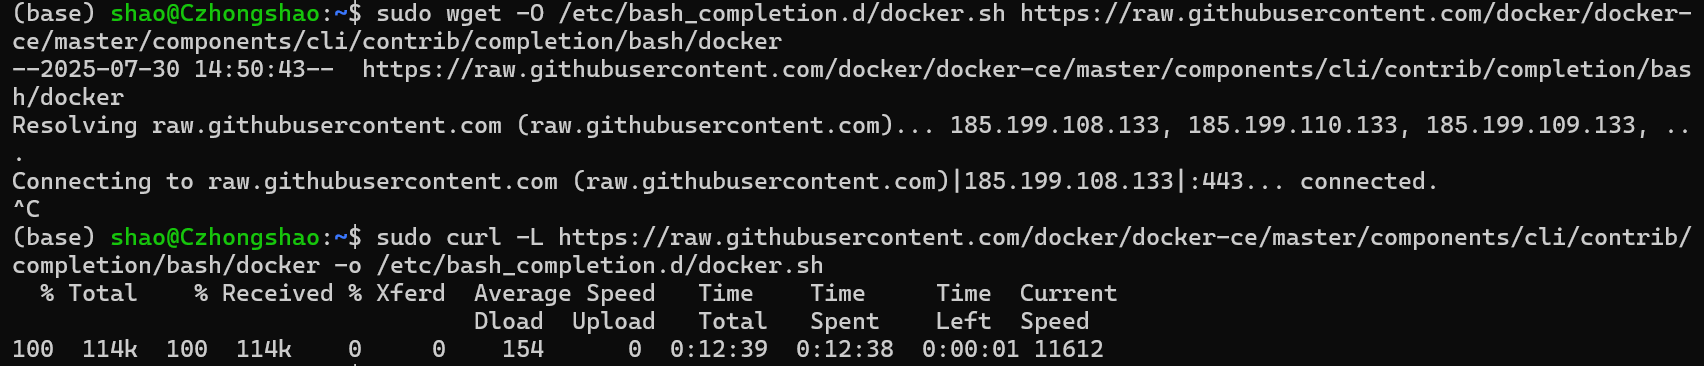 (base) shao@Czhongshao:~$ sudo wget -O /etc/bash_completion.d/docker.sh https://raw.githubusercontent.com/docker/docker-
ce/master/components/cli/contrib/completion/bash/docker
--2025-07-30 14:50:43--  https://raw.githubusercontent.com/docker/docker-ce/master/components/cli/contrib/completion/bas
h/docker
Resolving raw.githubusercontent.com (raw.githubusercontent.com)... 185.199.108.133, 185.199.110.133, 185.199.109.133, ..
.
Connecting to raw.githubusercontent.com (raw.githubusercontent.com)|185.199.108.133|:443... connected.
^C
(base) shao@Czhongshao:~$ sudo curl -L https://raw.githubusercontent.com/docker/docker-ce/master/components/cli/contrib/
completion/bash/docker -o /etc/bash_completion.d/docker.sh
  % Total    % Received % Xferd  Average Speed   Time    Time     Time  Current
                                 Dload  Upload   Total   Spent    Left  Speed
100  114k  100  114k    0     0    154      0  0:12:39  0:12:38  0:00:01 11612